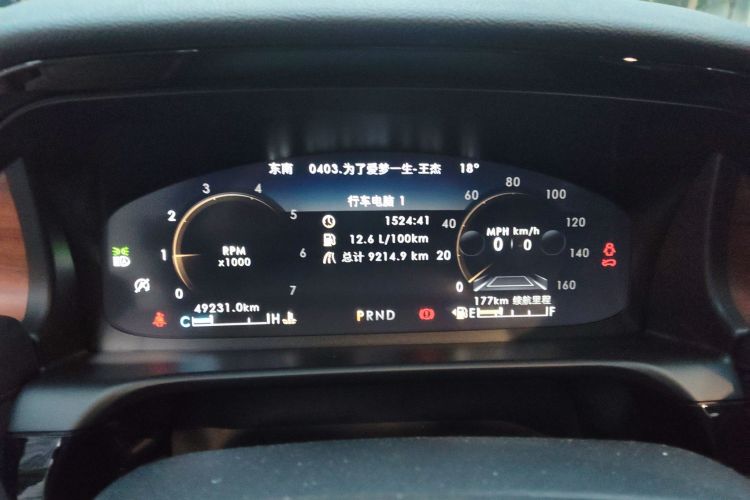 东南 0403.为了爱梦一生-王杰 18°
行车电脑 1
1524:41
12.6 L/100km
总计 9214.9 km
0 1 2 3 4 5 6 7
RPM
x1000
0 20 40 60 80 100 120 140 160
MPH km/h
0 0
49231.0km
C H
PRND
177km 续航里程
E F